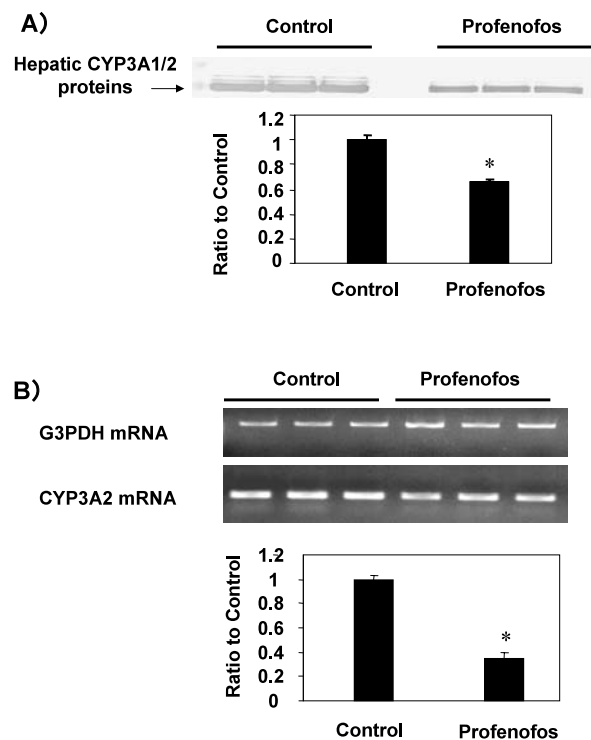 A)
Control Profenofos
Hepatic CYP3A1/2
proteins
Ratio to Control
1.2
1
0.8
0.6
0.4
0.2
0
*
Control Profenofos
B)
Control Profenofos
G3PDH mRNA
CYP3A2 mRNA
Ratio to Control
1.2
1
0.8
0.6
0.4
0.2
0
*
Control Profenofos